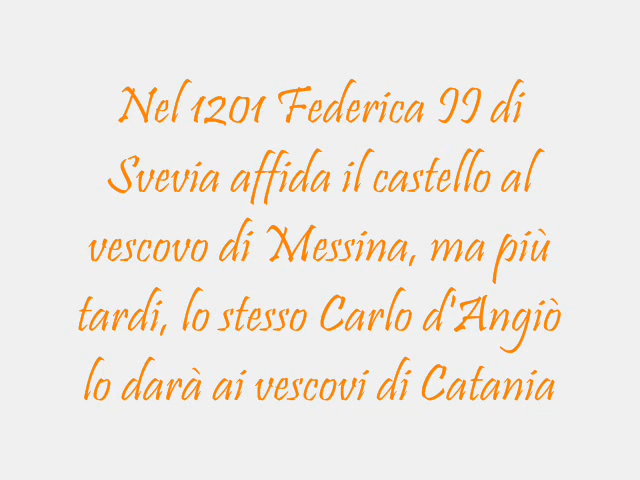 Nel 1201 Federica II di
Svevia affida il castello al
vescovo di Messina, ma più
tardi, lo stesso Carlo d'Angiò
lo darà ai vescovi di Catania